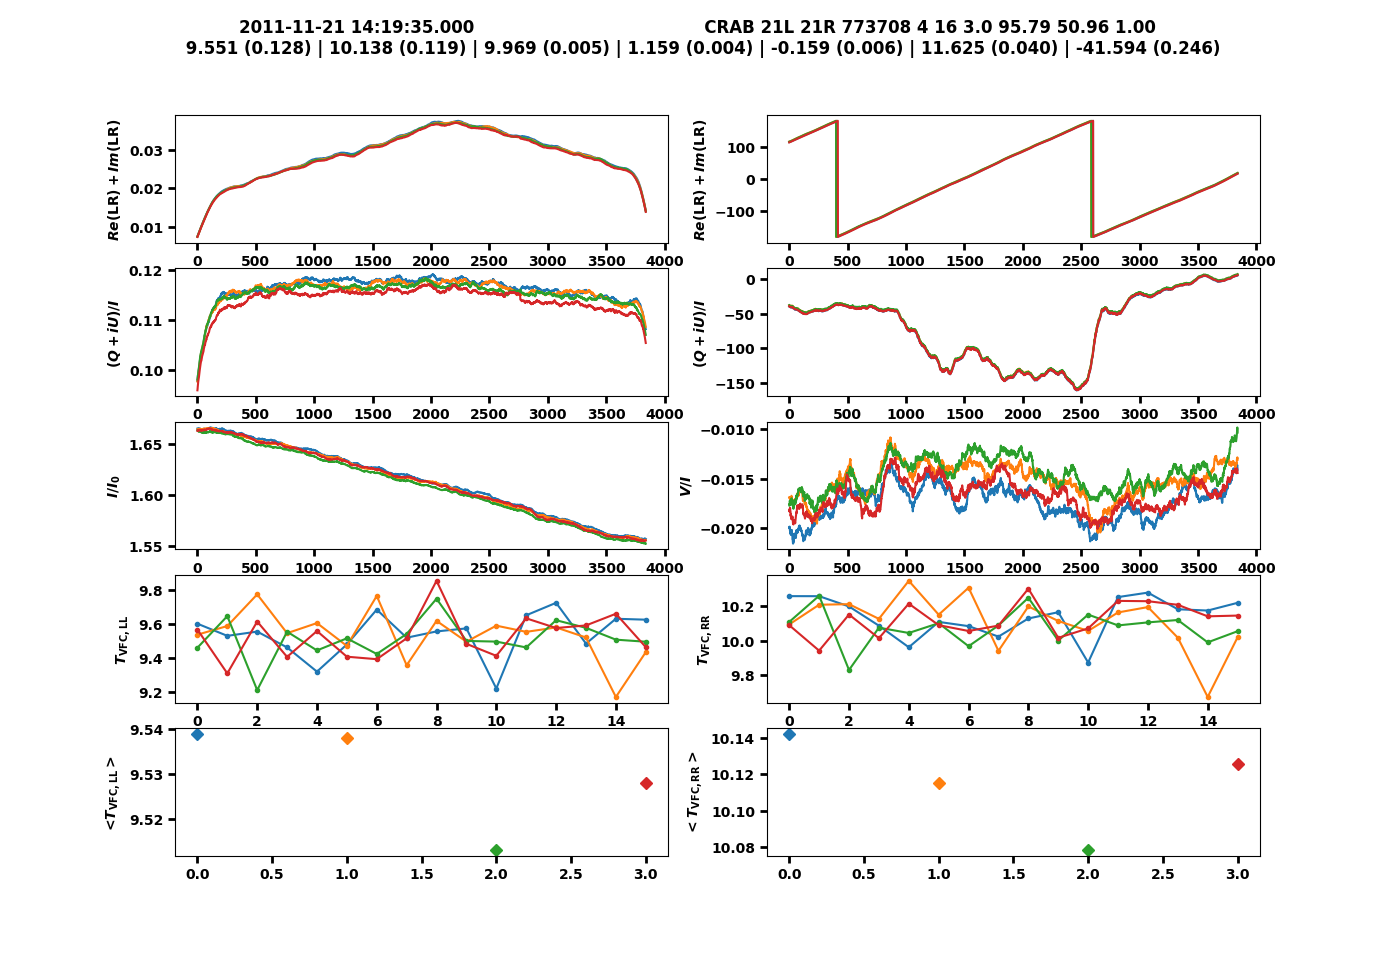 2011-11-21 14:19:35.000 CRAB 21L 21R 773708 4 16 3.0 95.79 50.96 1.00
9.551 (0.128) | 10.138 (0.119) | 9.969 (0.005) | 1.159 (0.004) | -0.159 (0.006) | 11.625 (0.040) | -41.594 (0.246)
Re(LR) + Im(LR)
0.03
0.02
0.01
0 500 1000 1500 2000 2500 3000 3500 4000
Re(LR) + Im(LR)
100
0
−100
0 500 1000 1500 2000 2500 3000 3500 4000
(Q + iU)/I
0.12
0.11
0.10
0 500 1000 1500 2000 2500 3000 3500 4000
(Q + iU)/I
0
−50
−100
−150
0 500 1000 1500 2000 2500 3000 3500 4000
I/I0
1.65
1.60
1.55
0 500 1000 1500 2000 2500 3000 3500 4000
V/I
−0.010
−0.015
−0.020
0 500 1000 1500 2000 2500 3000 3500 4000
TVFC, LL
9.8
9.6
9.4
9.2
0 2 4 6 8 10 12 14
TVFC, RR
10.2
10.0
9.8
0 2 4 6 8 10 12 14
<TVFC, LL >
9.54
9.53
9.52
0.0 0.5 1.0 1.5 2.0 2.5 3.0
< TVFC, RR >
10.14
10.12
10.10
10.08
0.0 0.5 1.0 1.5 2.0 2.5 3.0